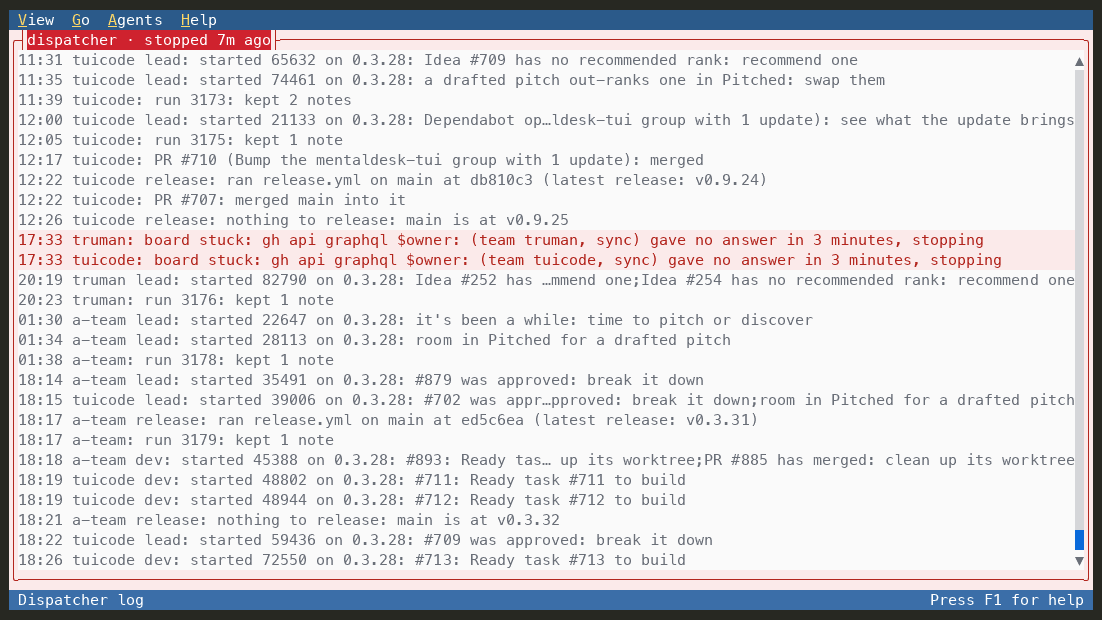 View  Go  Agents  Help
dispatcher · stopped 7m ago
11:31 tuicode lead: started 65632 on 0.3.28: Idea #709 has no recommended rank: recommend one
11:35 tuicode lead: started 74461 on 0.3.28: a drafted pitch out-ranks one in Pitched: swap them
11:39 tuicode: run 3173: kept 2 notes
12:00 tuicode lead: started 21133 on 0.3.28: Dependabot op…ldesk-tui group with 1 update): see what the update brings
12:05 tuicode: run 3175: kept 1 note
12:17 tuicode: PR #710 (Bump the mentaldesk-tui group with 1 update): merged
12:22 tuicode release: ran release.yml on main at db810c3 (latest release: v0.9.24)
12:22 tuicode: PR #707: merged main into it
12:26 tuicode release: nothing to release: main is at v0.9.25
17:33 truman: board stuck: gh api graphql $owner: (team truman, sync) gave no answer in 3 minutes, stopping
17:33 tuicode: board stuck: gh api graphql $owner: (team tuicode, sync) gave no answer in 3 minutes, stopping
20:19 truman lead: started 82790 on 0.3.28: Idea #252 has …mmend one;Idea #254 has no recommended rank: recommend one
20:23 truman: run 3176: kept 1 note
01:30 a-team lead: started 22647 on 0.3.28: it's been a while: time to pitch or discover
01:34 a-team lead: started 28113 on 0.3.28: room in Pitched for a drafted pitch
01:38 a-team: run 3178: kept 1 note
18:14 a-team lead: started 35491 on 0.3.28: #879 was approved: break it down
18:15 tuicode lead: started 39006 on 0.3.28: #702 was appr…pproved: break it down;room in Pitched for a drafted pitch
18:17 a-team release: ran release.yml on main at ed5c6ea (latest release: v0.3.31)
18:17 a-team: run 3179: kept 1 note
18:18 a-team dev: started 45388 on 0.3.28: #893: Ready tas… up its worktree;PR #885 has merged: clean up its worktree
18:19 tuicode dev: started 48802 on 0.3.28: #711: Ready task #711 to build
18:19 tuicode dev: started 48944 on 0.3.28: #712: Ready task #712 to build
18:21 a-team release: nothing to release: main is at v0.3.32
18:22 tuicode lead: started 59436 on 0.3.28: #709 was approved: break it down
18:26 tuicode dev: started 72550 on 0.3.28: #713: Ready task #713 to build
Dispatcher log  Press F1 for help